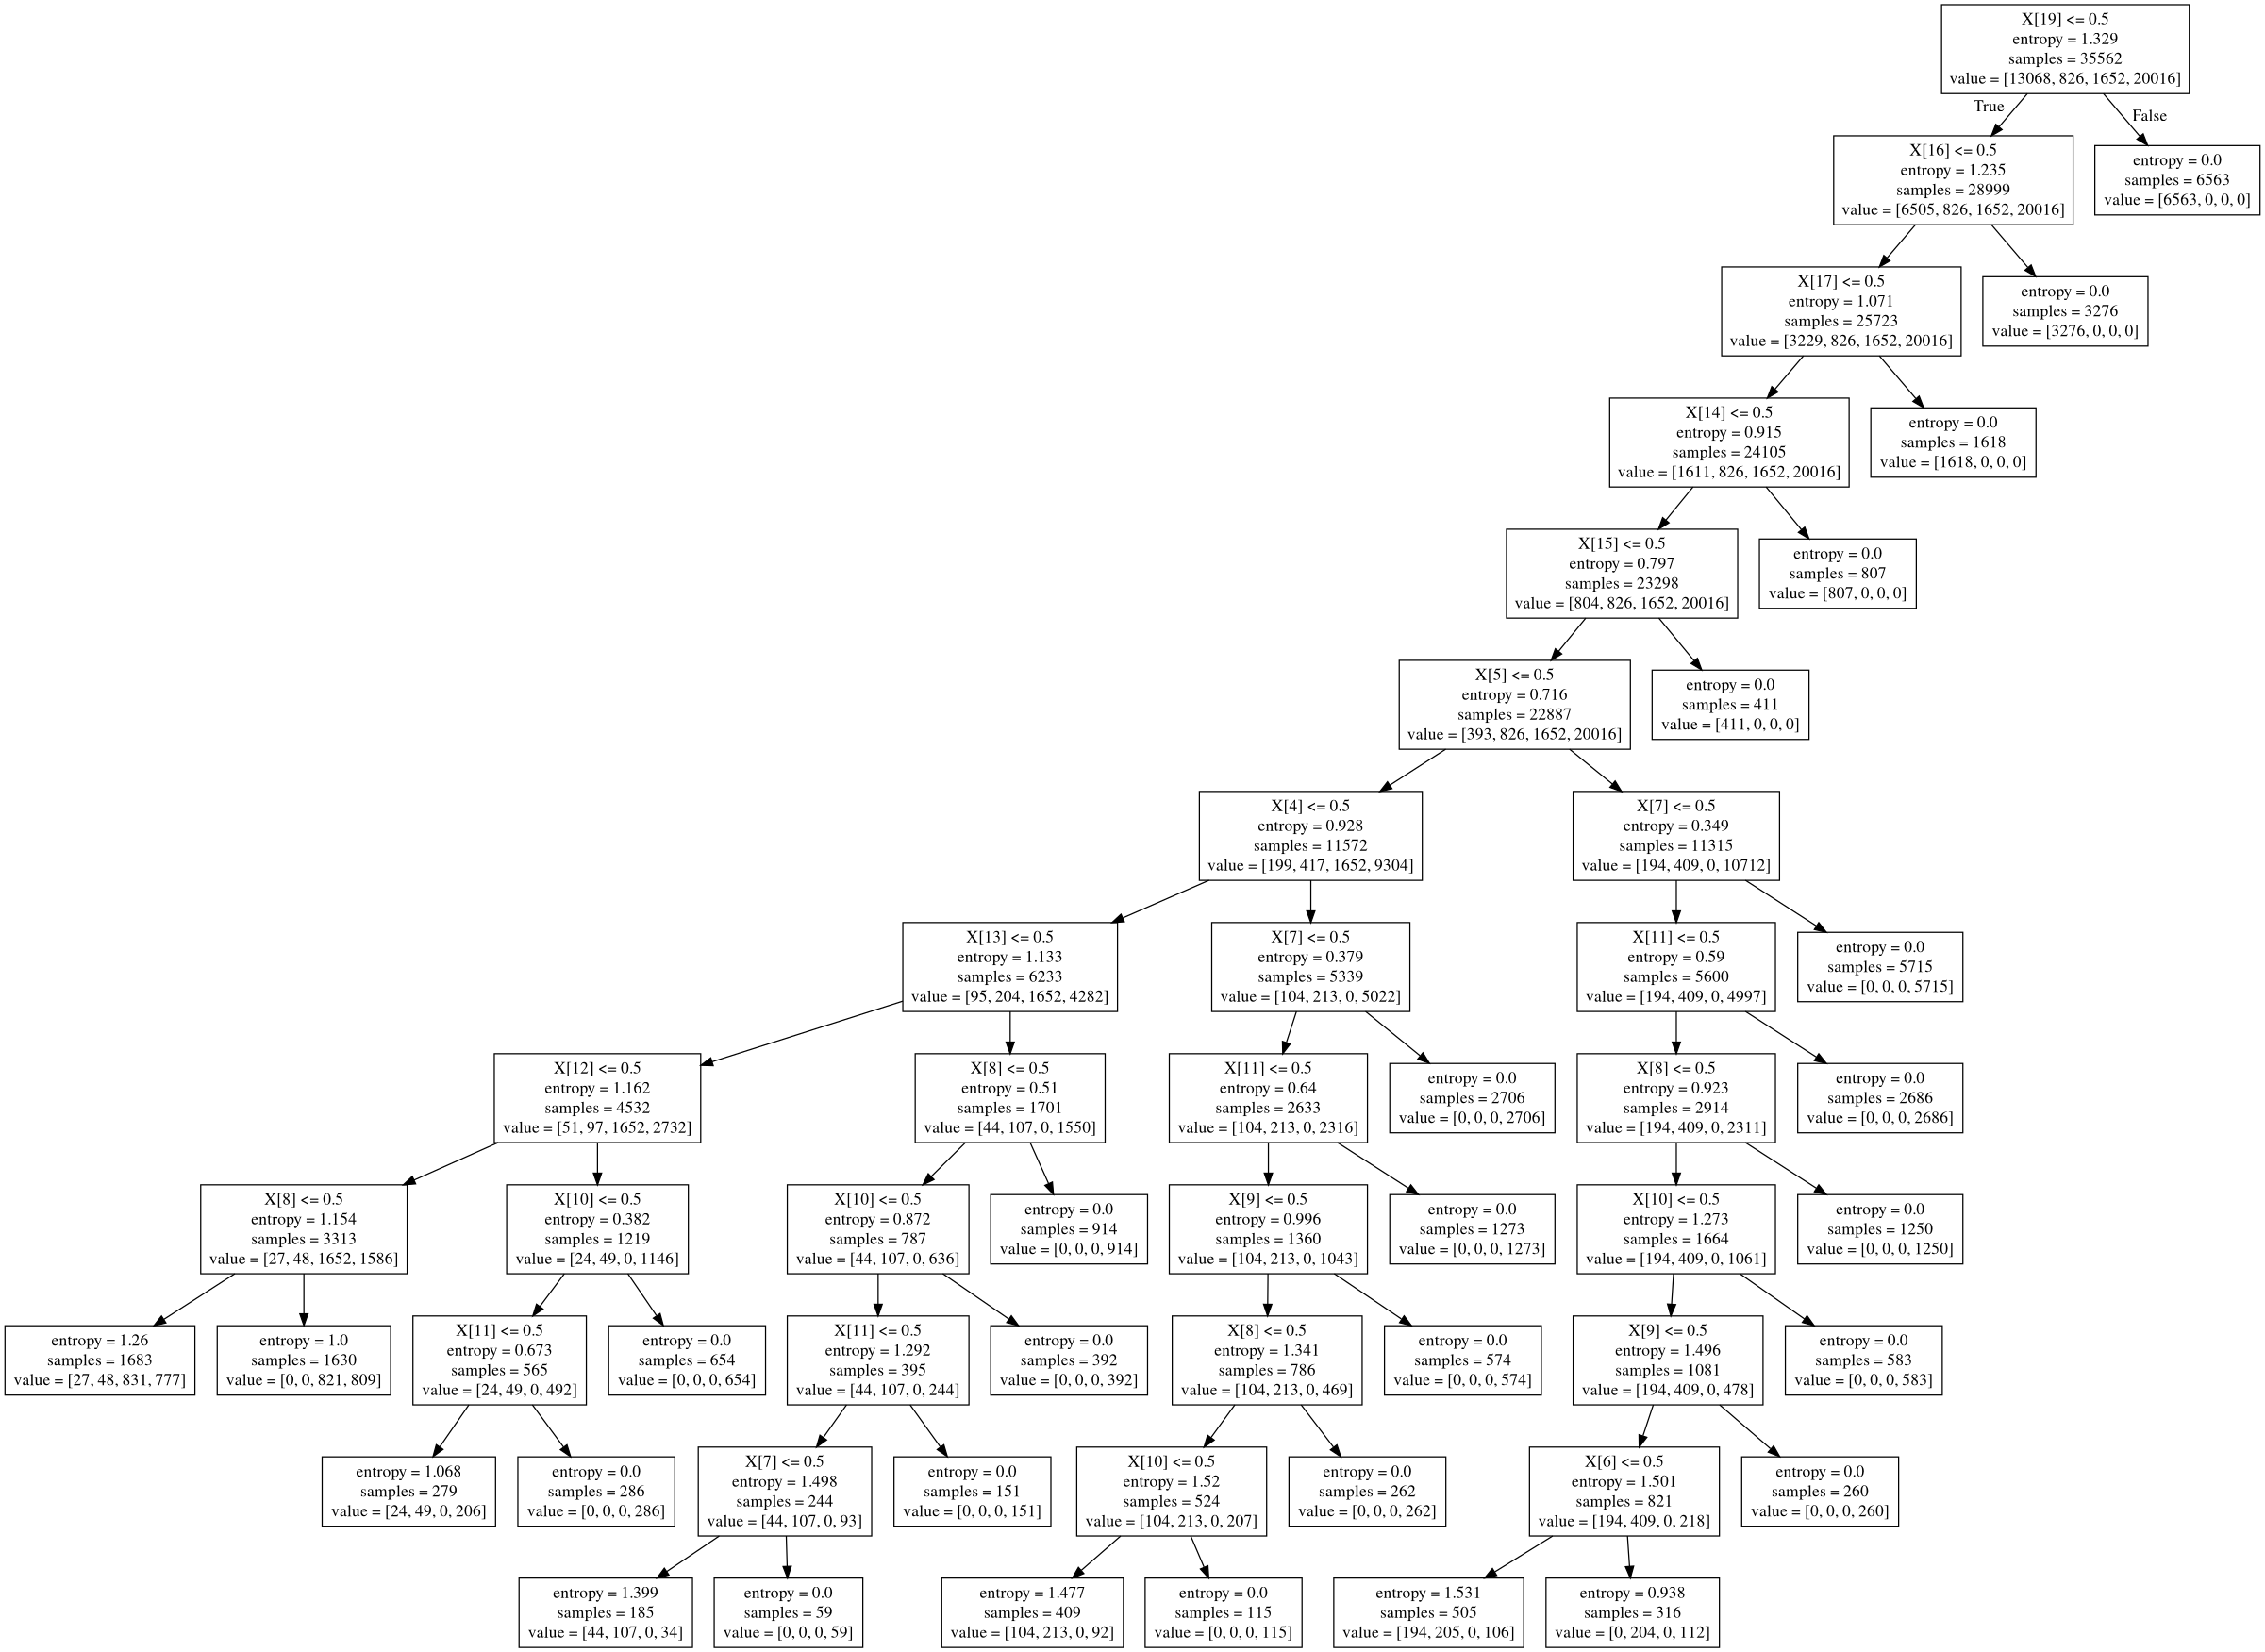 X[19] <= 0.5
entropy = 1.329
samples = 35562
value = [13068, 826, 1652, 20016]
True
False
X[16] <= 0.5
entropy = 1.235
samples = 28999
value = [6505, 826, 1652, 20016]
entropy = 0.0
samples = 6563
value = [6563, 0, 0, 0]
X[17] <= 0.5
entropy = 1.071
samples = 25723
value = [3229, 826, 1652, 20016]
entropy = 0.0
samples = 3276
value = [3276, 0, 0, 0]
X[14] <= 0.5
entropy = 0.915
samples = 24105
value = [1611, 826, 1652, 20016]
entropy = 0.0
samples = 1618
value = [1618, 0, 0, 0]
X[15] <= 0.5
entropy = 0.797
samples = 23298
value = [804, 826, 1652, 20016]
entropy = 0.0
samples = 807
value = [807, 0, 0, 0]
X[5] <= 0.5
entropy = 0.716
samples = 22887
value = [393, 826, 1652, 20016]
entropy = 0.0
samples = 411
value = [411, 0, 0, 0]
X[4] <= 0.5
entropy = 0.928
samples = 11572
value = [199, 417, 1652, 9304]
X[7] <= 0.5
entropy = 0.349
samples = 11315
value = [194, 409, 0, 10712]
X[13] <= 0.5
entropy = 1.133
samples = 6233
value = [95, 204, 1652, 4282]
X[7] <= 0.5
entropy = 0.379
samples = 5339
value = [104, 213, 0, 5022]
X[11] <= 0.5
entropy = 0.59
samples = 5600
value = [194, 409, 0, 4997]
entropy = 0.0
samples = 5715
value = [0, 0, 0, 5715]
X[12] <= 0.5
entropy = 1.162
samples = 4532
value = [51, 97, 1652, 2732]
X[8] <= 0.5
entropy = 0.51
samples = 1701
value = [44, 107, 0, 1550]
X[11] <= 0.5
entropy = 0.64
samples = 2633
value = [104, 213, 0, 2316]
entropy = 0.0
samples = 2706
value = [0, 0, 0, 2706]
X[8] <= 0.5
entropy = 0.923
samples = 2914
value = [194, 409, 0, 2311]
entropy = 0.0
samples = 2686
value = [0, 0, 0, 2686]
X[8] <= 0.5
entropy = 1.154
samples = 3313
value = [27, 48, 1652, 1586]
X[10] <= 0.5
entropy = 0.382
samples = 1219
value = [24, 49, 0, 1146]
X[10] <= 0.5
entropy = 0.872
samples = 787
value = [44, 107, 0, 636]
entropy = 0.0
samples = 914
value = [0, 0, 0, 914]
X[9] <= 0.5
entropy = 0.996
samples = 1360
value = [104, 213, 0, 1043]
entropy = 0.0
samples = 1273
value = [0, 0, 0, 1273]
X[10] <= 0.5
entropy = 1.273
samples = 1664
value = [194, 409, 0, 1061]
entropy = 0.0
samples = 1250
value = [0, 0, 0, 1250]
entropy = 1.26
samples = 1683
value = [27, 48, 831, 777]
entropy = 1.0
samples = 1630
value = [0, 0, 821, 809]
X[11] <= 0.5
entropy = 0.673
samples = 565
value = [24, 49, 0, 492]
entropy = 0.0
samples = 654
value = [0, 0, 0, 654]
X[11] <= 0.5
entropy = 1.292
samples = 395
value = [44, 107, 0, 244]
entropy = 0.0
samples = 392
value = [0, 0, 0, 392]
X[8] <= 0.5
entropy = 1.341
samples = 786
value = [104, 213, 0, 469]
entropy = 0.0
samples = 574
value = [0, 0, 0, 574]
X[9] <= 0.5
entropy = 1.496
samples = 1081
value = [194, 409, 0, 478]
entropy = 0.0
samples = 583
value = [0, 0, 0, 583]
entropy = 1.068
samples = 279
value = [24, 49, 0, 206]
entropy = 0.0
samples = 286
value = [0, 0, 0, 286]
X[7] <= 0.5
entropy = 1.498
samples = 244
value = [44, 107, 0, 93]
entropy = 0.0
samples = 151
value = [0, 0, 0, 151]
X[10] <= 0.5
entropy = 1.52
samples = 524
value = [104, 213, 0, 207]
entropy = 0.0
samples = 262
value = [0, 0, 0, 262]
X[6] <= 0.5
entropy = 1.501
samples = 821
value = [194, 409, 0, 218]
entropy = 0.0
samples = 260
value = [0, 0, 0, 260]
entropy = 1.399
samples = 185
value = [44, 107, 0, 34]
entropy = 0.0
samples = 59
value = [0, 0, 0, 59]
entropy = 1.477
samples = 409
value = [104, 213, 0, 92]
entropy = 0.0
samples = 115
value = [0, 0, 0, 115]
entropy = 1.531
samples = 505
value = [194, 205, 0, 106]
entropy = 0.938
samples = 316
value = [0, 204, 0, 112]